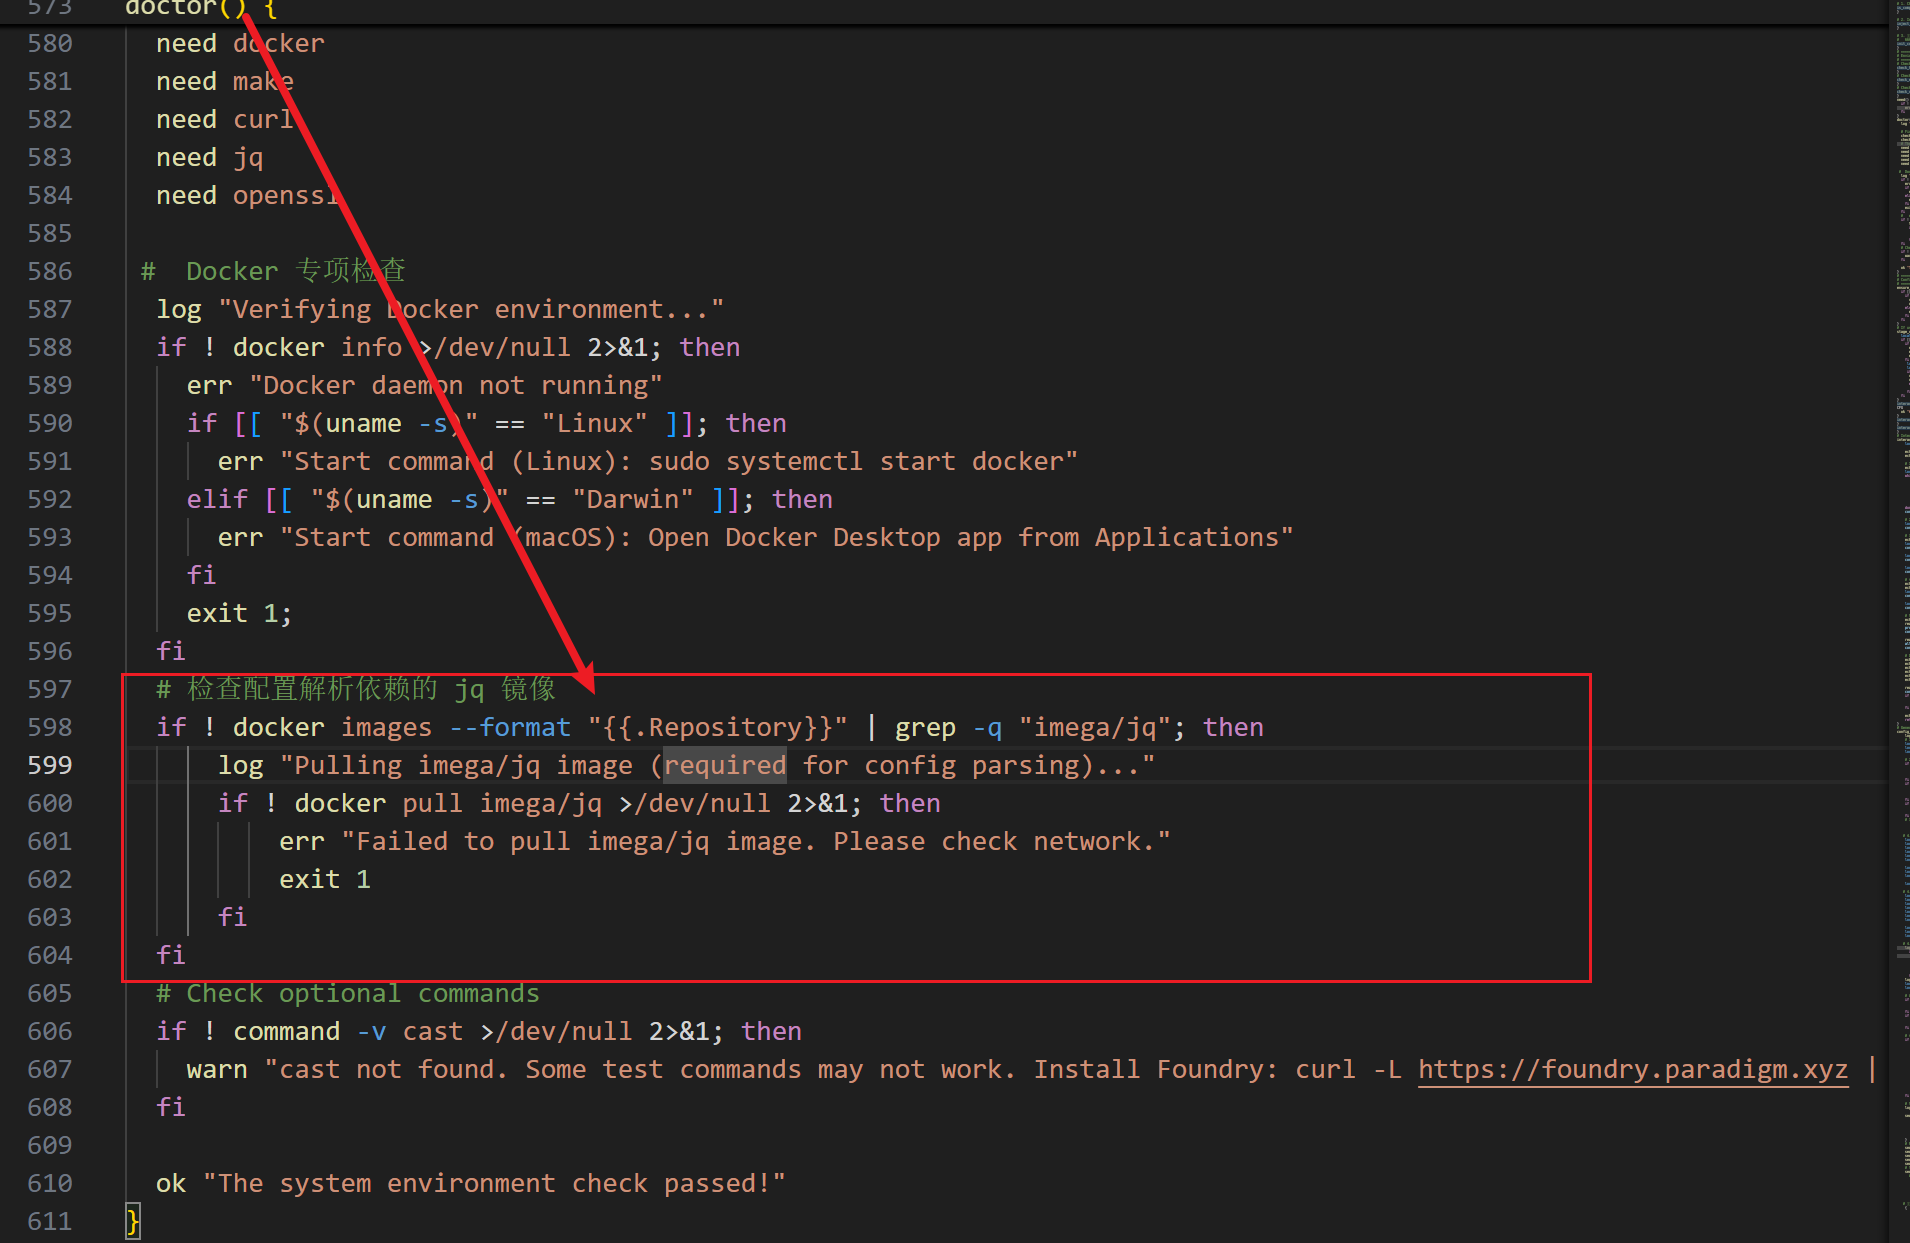 573 doctor() {
580 need docker
581 need make
582 need curl
583 need jq
584 need openssl
585
586 #  Docker 专项检查
587 log "Verifying Docker environment..."
588 if ! docker info >/dev/null 2>&1; then
589 err "Docker daemon not running"
590 if [[ "$(uname -s)" == "Linux" ]]; then
591 err "Start command (Linux): sudo systemctl start docker"
592 elif [[ "$(uname -s)" == "Darwin" ]]; then
593 err "Start command (macOS): Open Docker Desktop app from Applications"
594 fi
595 exit 1;
596 fi
597 # 检查配置解析依赖的 jq 镜像
598 if ! docker images --format "{{.Repository}}" | grep -q "imega/jq"; then
599 log "Pulling imega/jq image (required for config parsing)..."
600 if ! docker pull imega/jq >/dev/null 2>&1; then
601 err "Failed to pull imega/jq image. Please check network."
602 exit 1
603 fi
604 fi
605 # Check optional commands
606 if ! command -v cast >/dev/null 2>&1; then
607 warn "cast not found. Some test commands may not work. Install Foundry: curl -L https://foundry.paradigm.xyz |
608 fi
609
610 ok "The system environment check passed!"
611 }